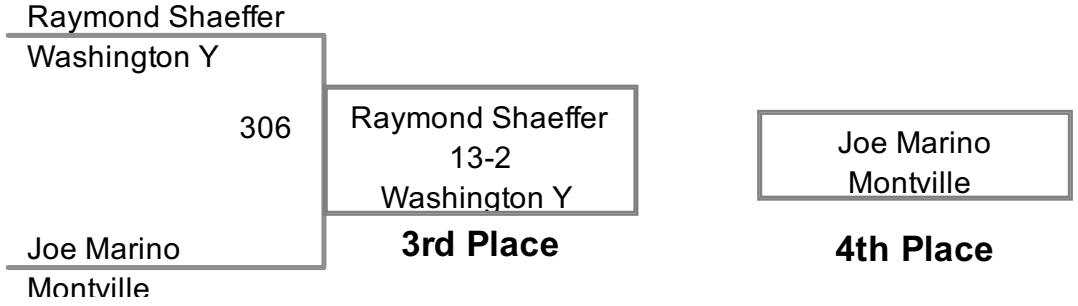 Raymond Shaeffer
Washington Y
306
Raymond Shaeffer
13-2
Washington Y
3rd Place
Joe Marino
Montville
4th Place
Joe Marino
Montville